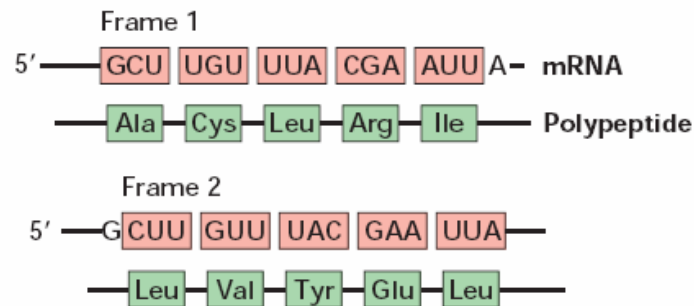 Frame 1
5′ GCU UGU UUA CGA AUU A mRNA
Ala Cys Leu Arg Ile Polypeptide
Frame 2
5′ G CUU GUU UAC GAA UUA
Leu Val Tyr Glu Leu